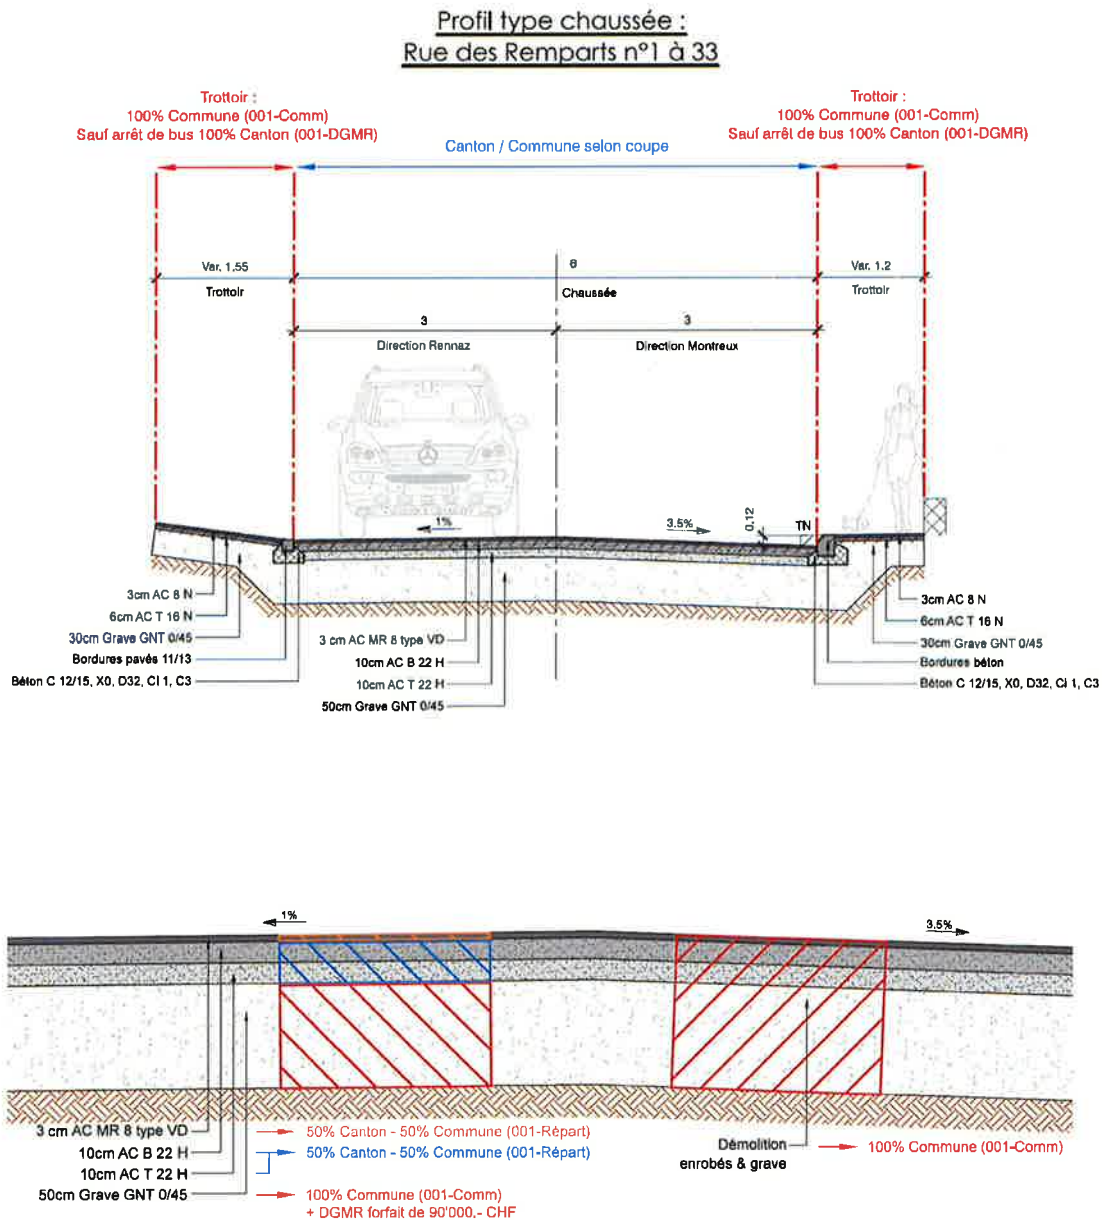 Profil type chaussée :
Rue des Remparts n°1 à 33
Trottoir :
100% Commune (001-Comm)
Sauf arrêt de bus 100% Canton (001-DGMR)
Canton / Commune selon coupe
Trottoir :
100% Commune (001-Comm)
Sauf arrêt de bus 100% Canton (001-DGMR)
Var. 1.55
Trottoir
6
Chaussée
Var. 1.2
Trottoir
3
Direction Rennaz
3
Direction Montreux
1%
3.5%
0.12
TN
3cm AC 8 N
6cm AC T 16 N
30cm Grave GNT 0/45
Bordures pavés 11/13
Béton C 12/15, X0, D32, Cl 1, C3
3 cm AC MR 8 type VD
10cm AC B 22 H
10cm AC T 22 H
50cm Grave GNT 0/45
3cm AC 8 N
6cm AC T 16 N
30cm Grave GNT 0/45
Bordures béton
Béton C 12/15, X0, D32, Cl 1, C3
1%
3.5%
3 cm AC MR 8 type VD
10cm AC B 22 H
10cm AC T 22 H
50cm Grave GNT 0/45
50% Canton - 50% Commune (001-Répart)
50% Canton - 50% Commune (001-Répart)
100% Commune (001-Comm)
+ DGMR forfait de 90'000,- CHF
Démolition
enrobés & grave
100% Commune (001-Comm)